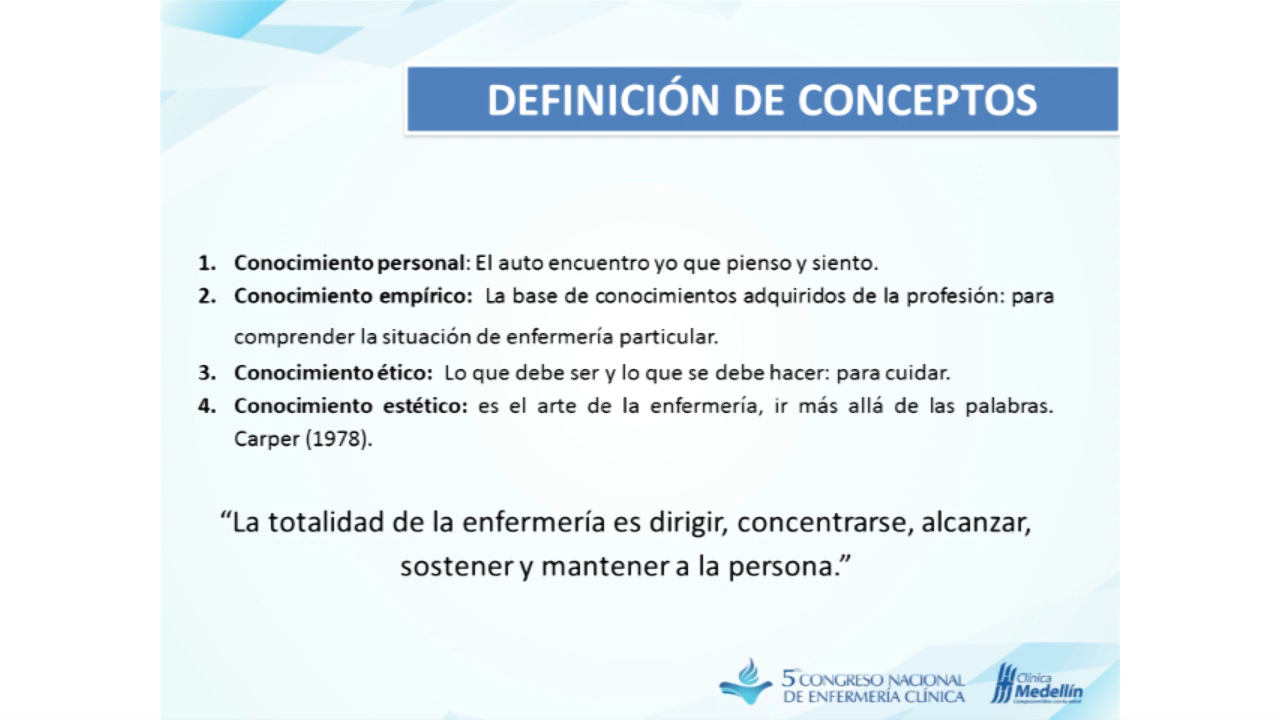 DEFINICIÓN DE CONCEPTOS
1. Conocimiento personal: El auto encuentro yo que pienso y siento.
2. Conocimiento empírico: La base de conocimientos adquiridos de la profesión: para
comprender la situación de enfermería particular.
3. Conocimiento ético: Lo que debe ser y lo que se debe hacer: para cuidar.
4. Conocimiento estético: es el arte de la enfermería, ir más allá de las palabras.
Carper (1978).
“La totalidad de la enfermería es dirigir, concentrarse, alcanzar,
sostener y mantener a la persona.”
5 CONGRESO NACIONAL
DE ENFERMERÍA CLÍNICA
Clínica
Medellín